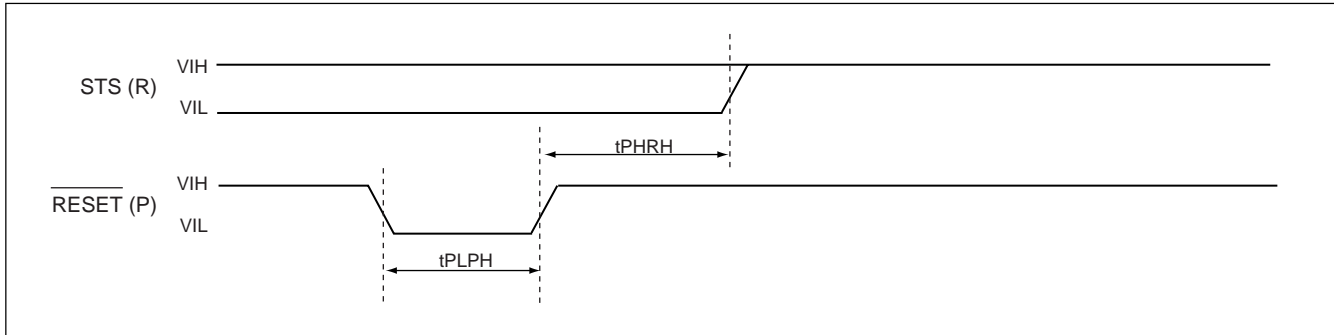 VIH
STS (R)
VIL
tPHRH
VIH
RESET (P)
VIL
tPLPH